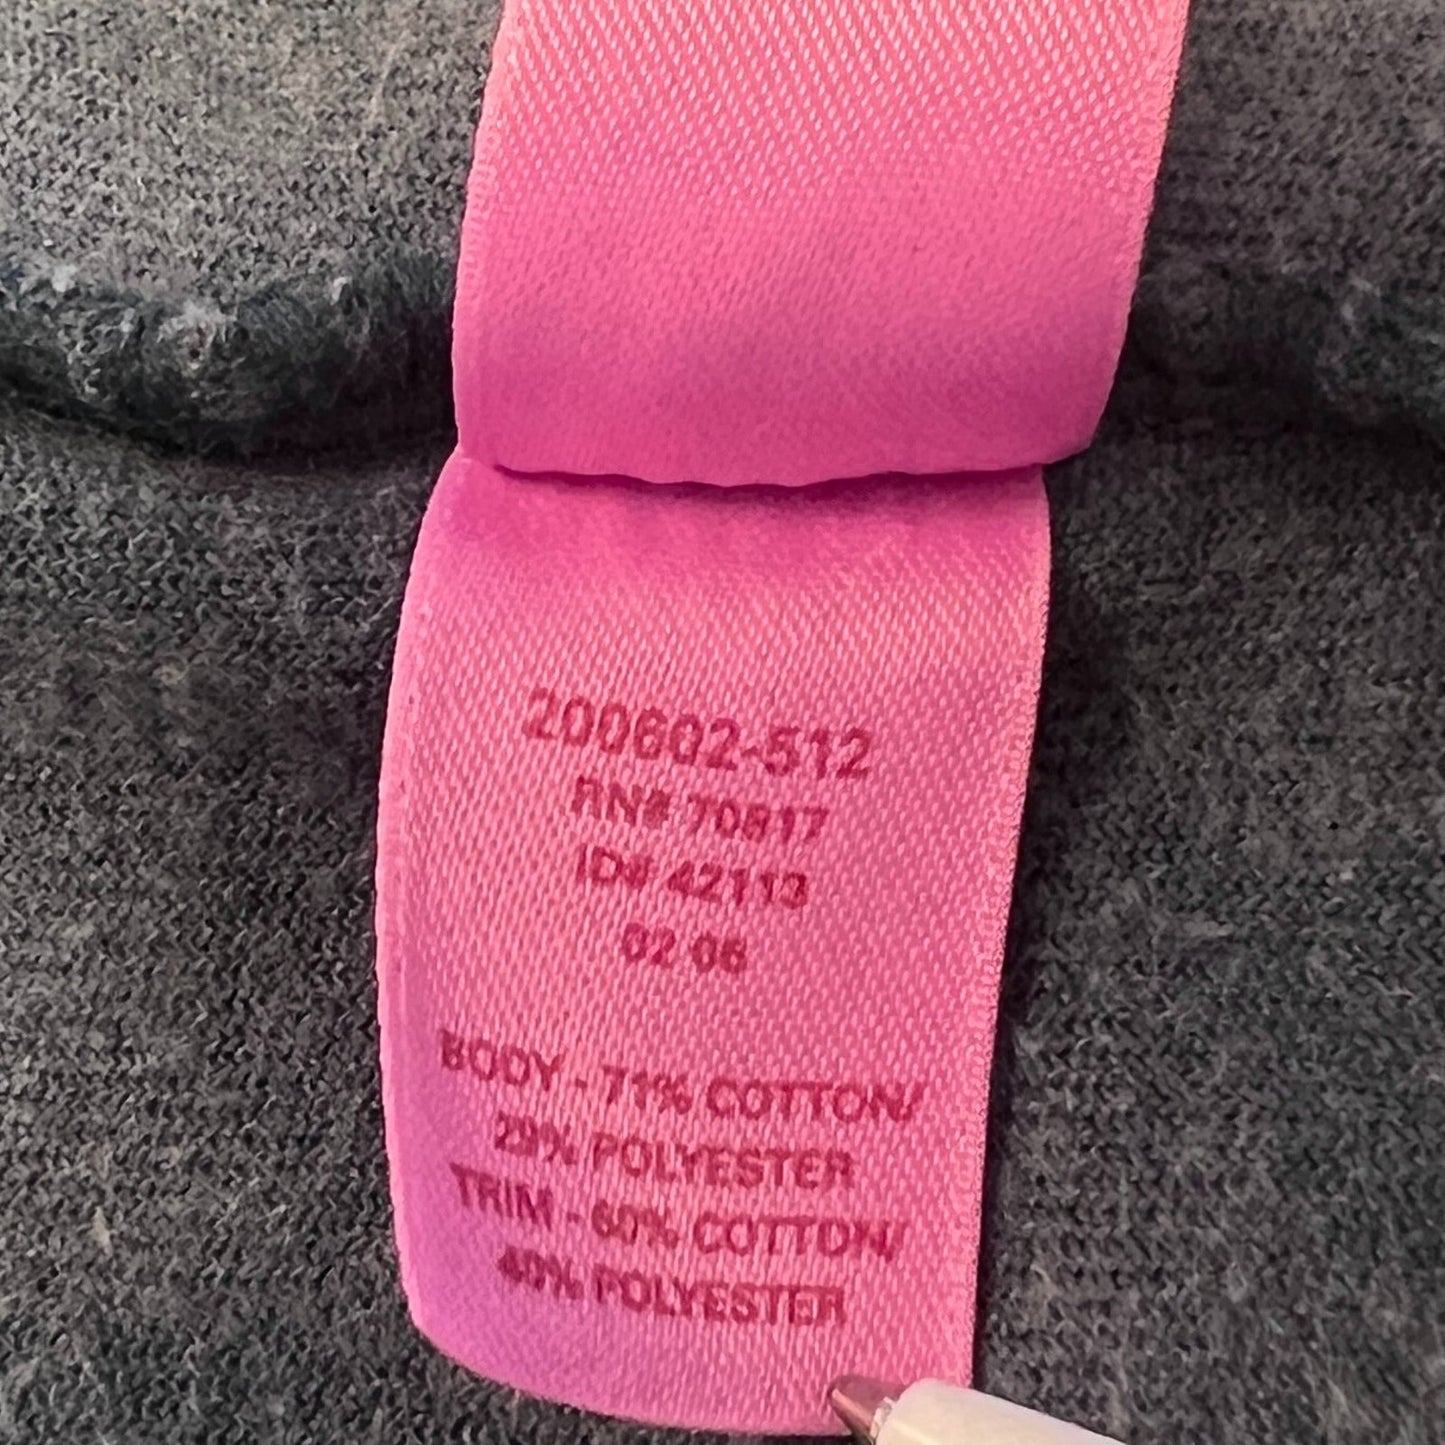 200602-512
RN# 70817
ID# 42113
02 06
BODY - 71% COTTON/
29% POLYESTER
TRIM - 60% COTTON/
40% POLYESTER